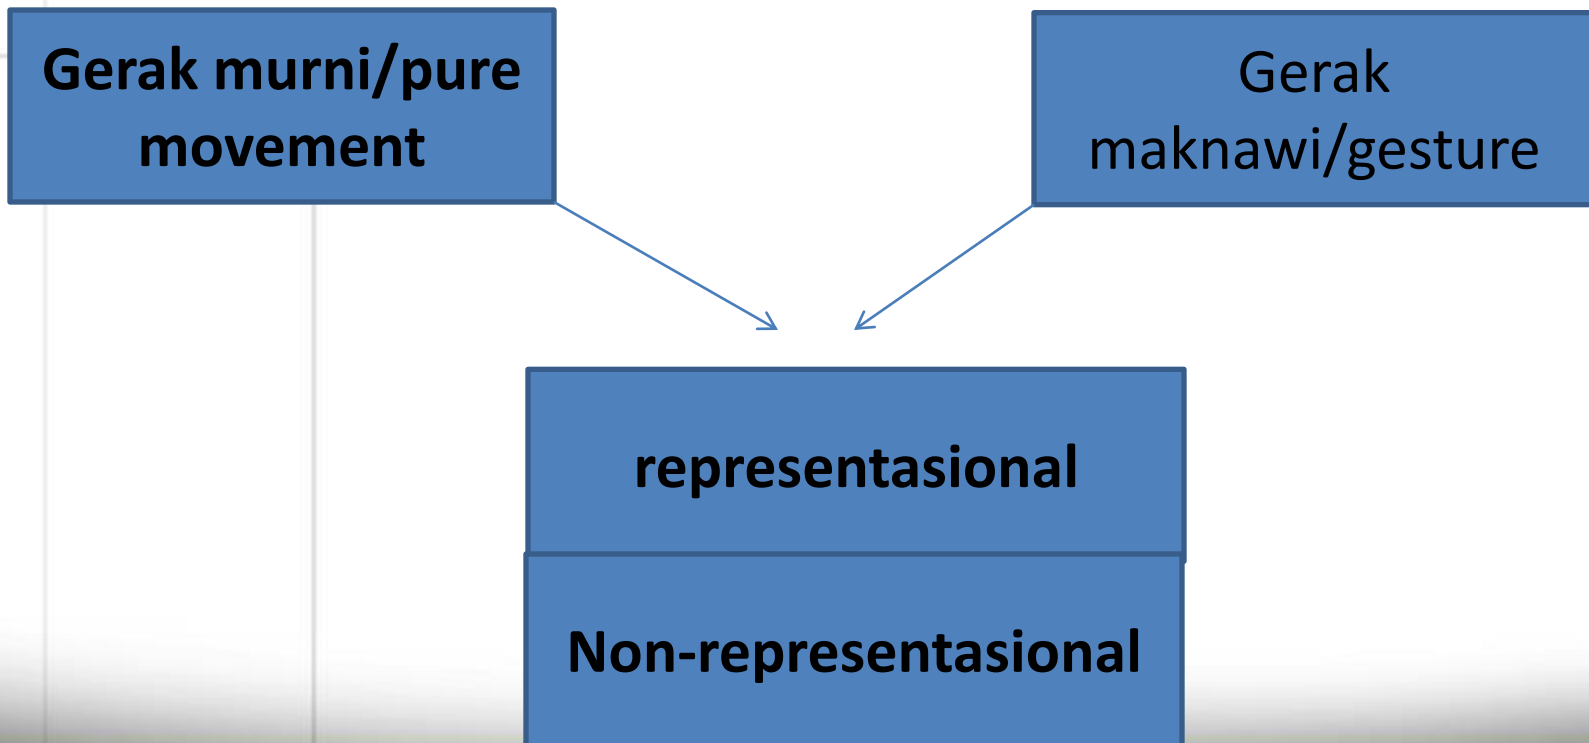 Gerak murni/pure
movement
Gerak
maknawi/gesture
representasional
Non-representasional